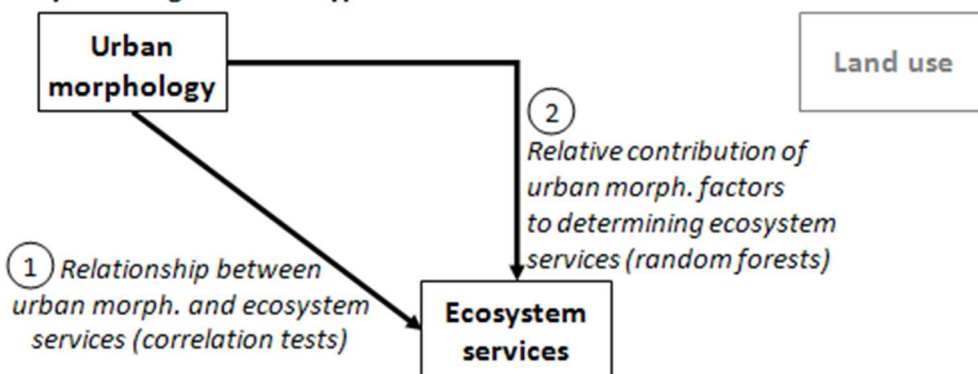 Urban
morphology
Land use
2
Relative contribution of
urban morph. factors
to determining ecosystem
services (random forests)
1 Relationship between
urban morph. and ecosystem
services (correlation tests)
Ecosystem
services